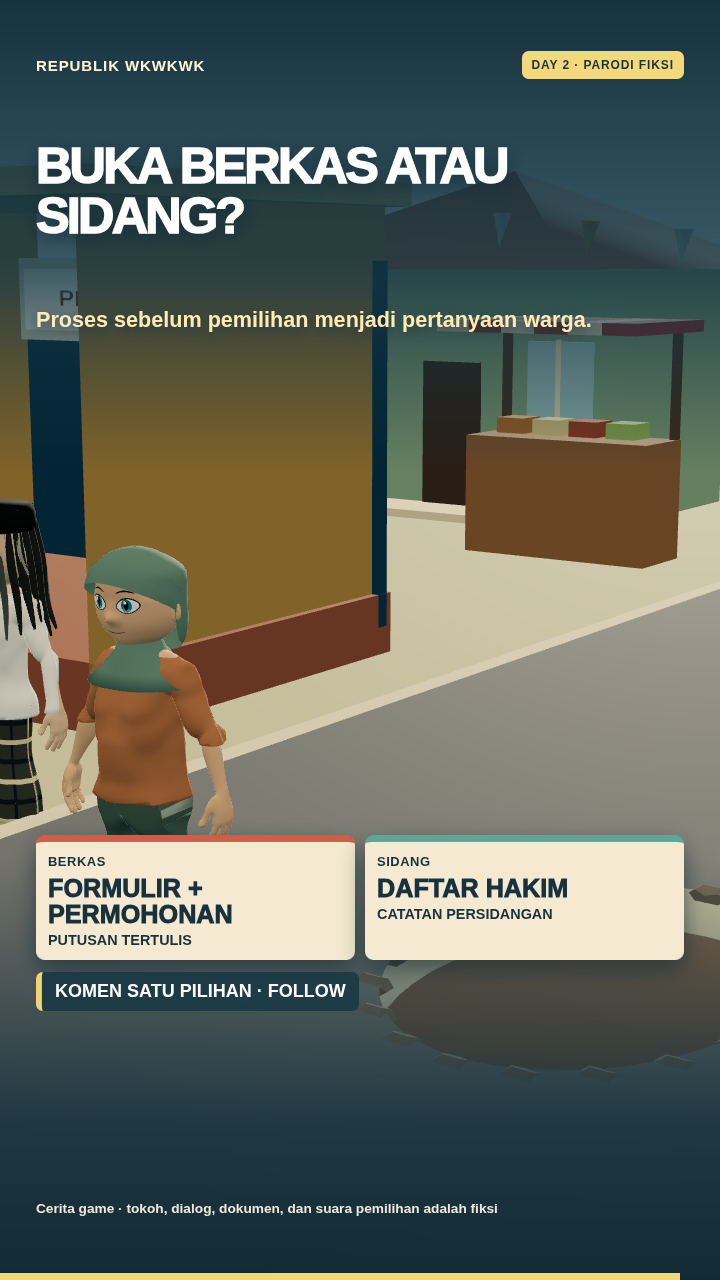 REPUBLIK WKWKWK
DAY 2 · PARODI FIKSI
BUKA BERKAS ATAU
SIDANG?
Proses sebelum pemilihan menjadi pertanyaan warga.
BERKAS
FORMULIR +
PERMOHONAN
PUTUSAN TERTULIS
SIDANG
DAFTAR HAKIM
CATATAN PERSIDANGAN
KOMEN SATU PILIHAN · FOLLOW
Cerita game · tokoh, dialog, dokumen, dan suara pemilihan adalah fiksi